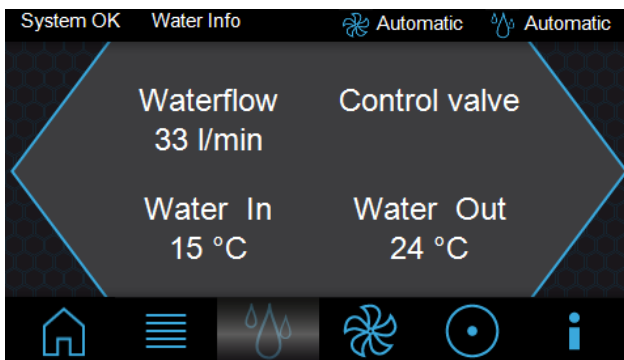 System OK Water Info Automatic Automatic
Waterflow Control valve
33 l/min
Water In Water Out
15 °C 24 °C